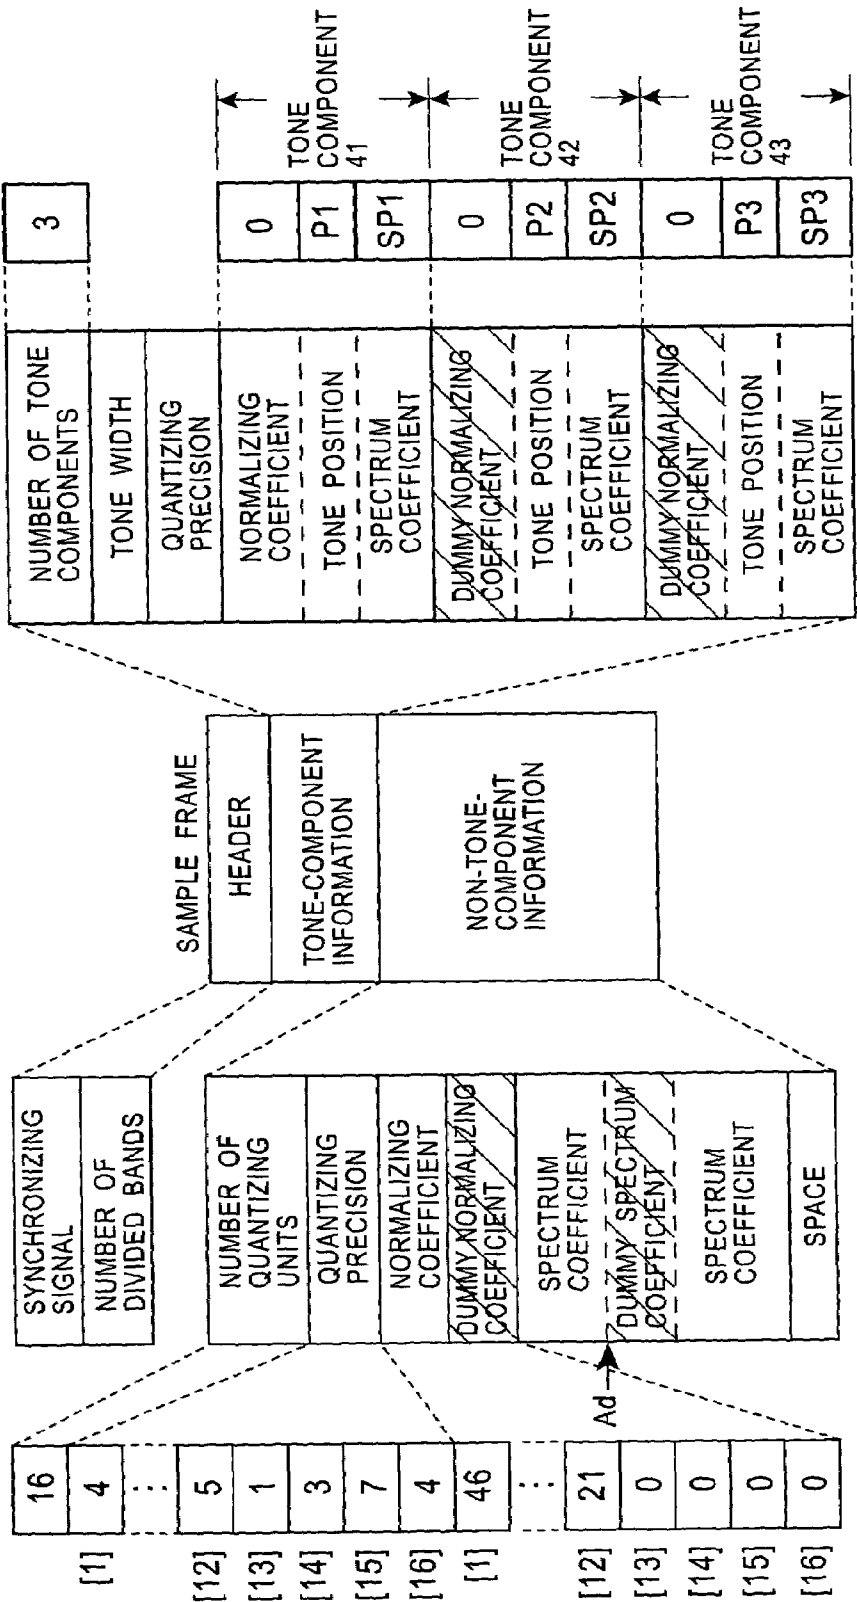 SAMPLE FRAME
HEADER
TONE-COMPONENT
INFORMATION
NON-TONE-
COMPONENT
INFORMATION
SYNCHRONIZING
SIGNAL
NUMBER OF
DIVIDED BANDS
NUMBER OF
QUANTIZING
UNITS
QUANTIZING
PRECISION
NORMALIZING
COEFFICIENT
DUMMY NORMALIZING
COEFFICIENT
SPECTRUM
COEFFICIENT
DUMMY SPECTRUM
COEFFICIENT
SPECTRUM
COEFFICIENT
SPACE
Ad
16
[1] 4
[12] 5
[13] 1
[14] 3
[15] 7
[16] 4
[1] 46
[12] 21
[13] 0
[14] 0
[15] 0
[16] 0
NUMBER OF TONE
COMPONENTS
TONE WIDTH
QUANTIZING
PRECISION
NORMALIZING
COEFFICIENT
TONE POSITION
SPECTRUM
COEFFICIENT
DUMMY NORMALIZING
COEFFICIENT
TONE POSITION
SPECTRUM
COEFFICIENT
DUMMY NORMALIZING
COEFFICIENT
TONE POSITION
SPECTRUM
COEFFICIENT
3
0
P1
SP1
0
P2
SP2
0
P3
SP3
TONE
COMPONENT
41
TONE
COMPONENT
42
TONE
COMPONENT
43